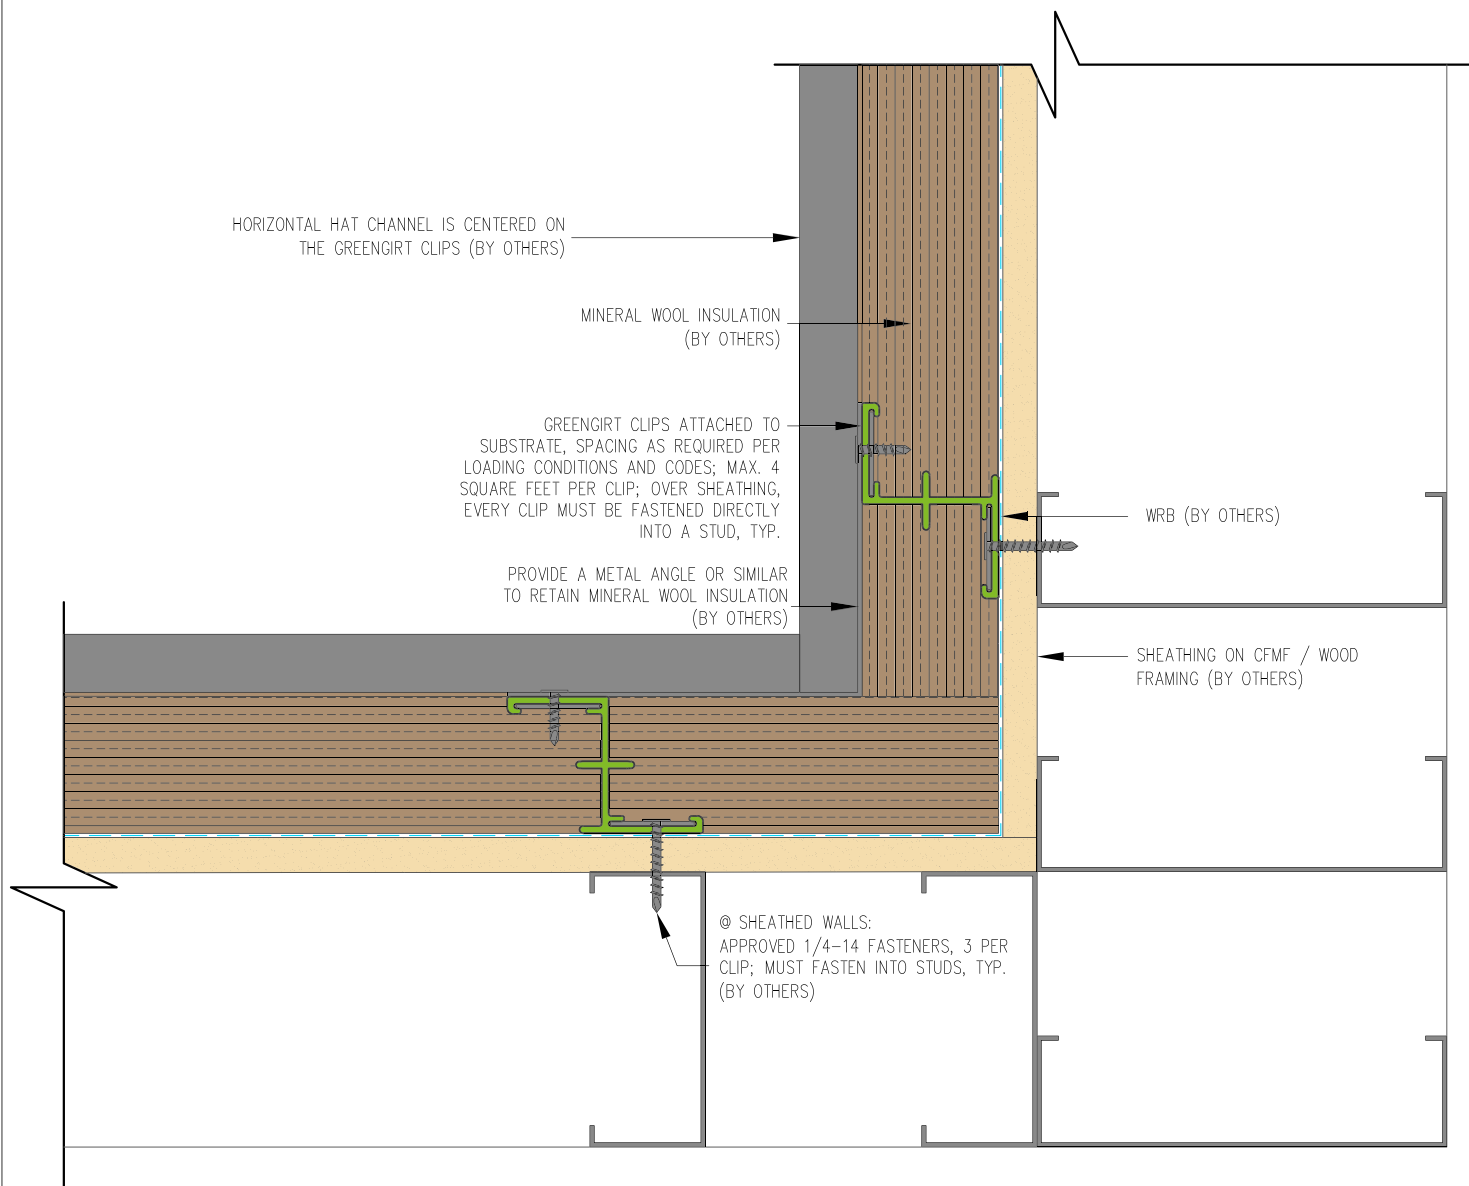 HORIZONTAL HAT CHANNEL IS CENTERED ON
THE GREENGIRT CLIPS (BY OTHERS)
MINERAL WOOL INSULATION
(BY OTHERS)
GREENGIRT CLIPS ATTACHED TO
SUBSTRATE, SPACING AS REQUIRED PER
LOADING CONDITIONS AND CODES; MAX. 4
SQUARE FEET PER CLIP; OVER SHEATHING,
EVERY CLIP MUST BE FASTENED DIRECTLY
INTO A STUD, TYP.
WRB (BY OTHERS)
PROVIDE A METAL ANGLE OR SIMILAR
TO RETAIN MINERAL WOOL INSULATION
(BY OTHERS)
SHEATHING ON CFMF / WOOD
FRAMING (BY OTHERS)
@ SHEATHED WALLS:
APPROVED 1/4-14 FASTENERS, 3 PER
CLIP; MUST FASTEN INTO STUDS, TYP.
(BY OTHERS)